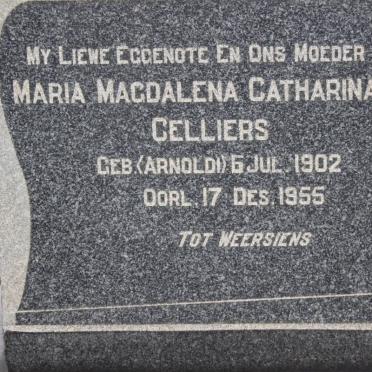 My Liewe Eggenote En Ons Moeder
Maria Magdalena Catharina
Celliers
Geb. (Arnoldi) 6 Jul. 1902
Oorl. 17 Des. 1955
Tot Weersiens